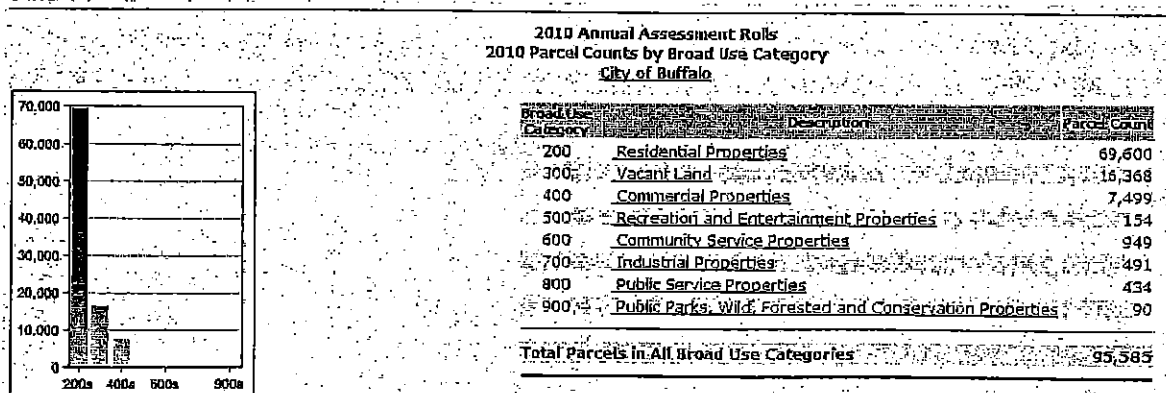 2010 Annual Assessment Rolls
2010 Parcel Counts by Broad Use Category
City of Buffalo
70,000
60,000
50,000
40,000
30,000
20,000
10,000
0
200s 400s 600s 900s
Broad Use Category Description Parcel Count
200 Residential Properties 69,600
300 Vacant Land 16,368
400 Commercial Properties 7,499
500 Recreation and Entertainment Properties 154
600 Community Service Properties 949
700 Industrial Properties 491
800 Public Service Properties 434
900 Public Parks, Wild, Forested and Conservation Properties 90
Total Parcels in All Broad Use Categories 95,585